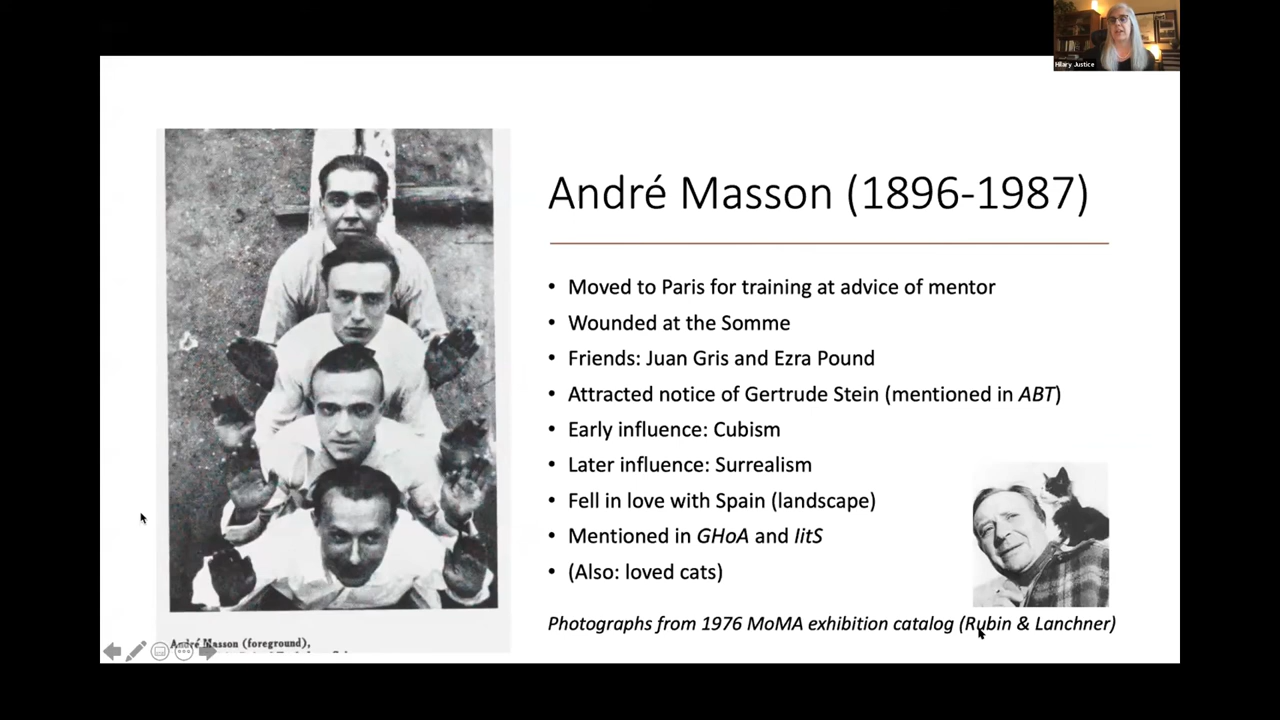 Hilary Justice
André Masson (1896-1987)
• Moved to Paris for training at advice of mentor
• Wounded at the Somme
• Friends: Juan Gris and Ezra Pound
• Attracted notice of Gertrude Stein (mentioned in ABT)
• Early influence: Cubism
• Later influence: Surrealism
• Fell in love with Spain (landscape)
• Mentioned in GHoA and IitS
• (Also: loved cats)
Photographs from 1976 MoMA exhibition catalog (Rubin & Lanchner)
André Masson (foreground),